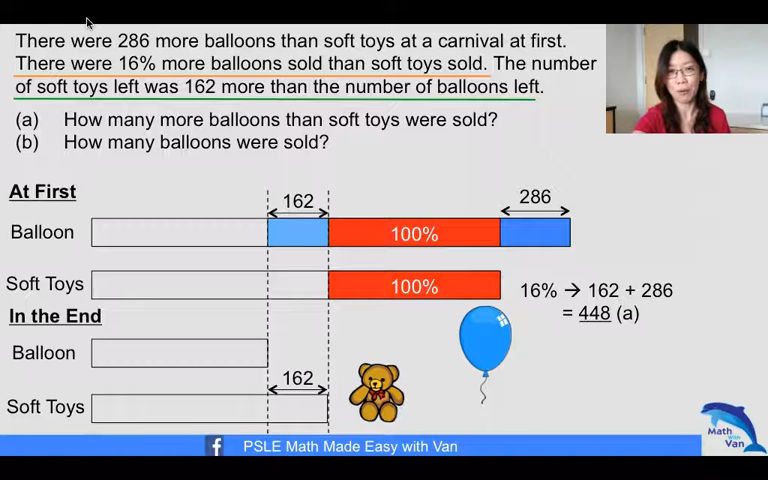 There were 286 more balloons than soft toys at a carnival at first.
There were 16% more balloons sold than soft toys sold. The number
of soft toys left was 162 more than the number of balloons left.
(a) How many more balloons than soft toys were sold?
(b) How many balloons were sold?
At First
162
286
Balloon
100%
Soft Toys
100%
16% → 162 + 286
= 448 (a)
In the End
Balloon
162
Soft Toys
f PSLE Math Made Easy with Van
Math
with
Van